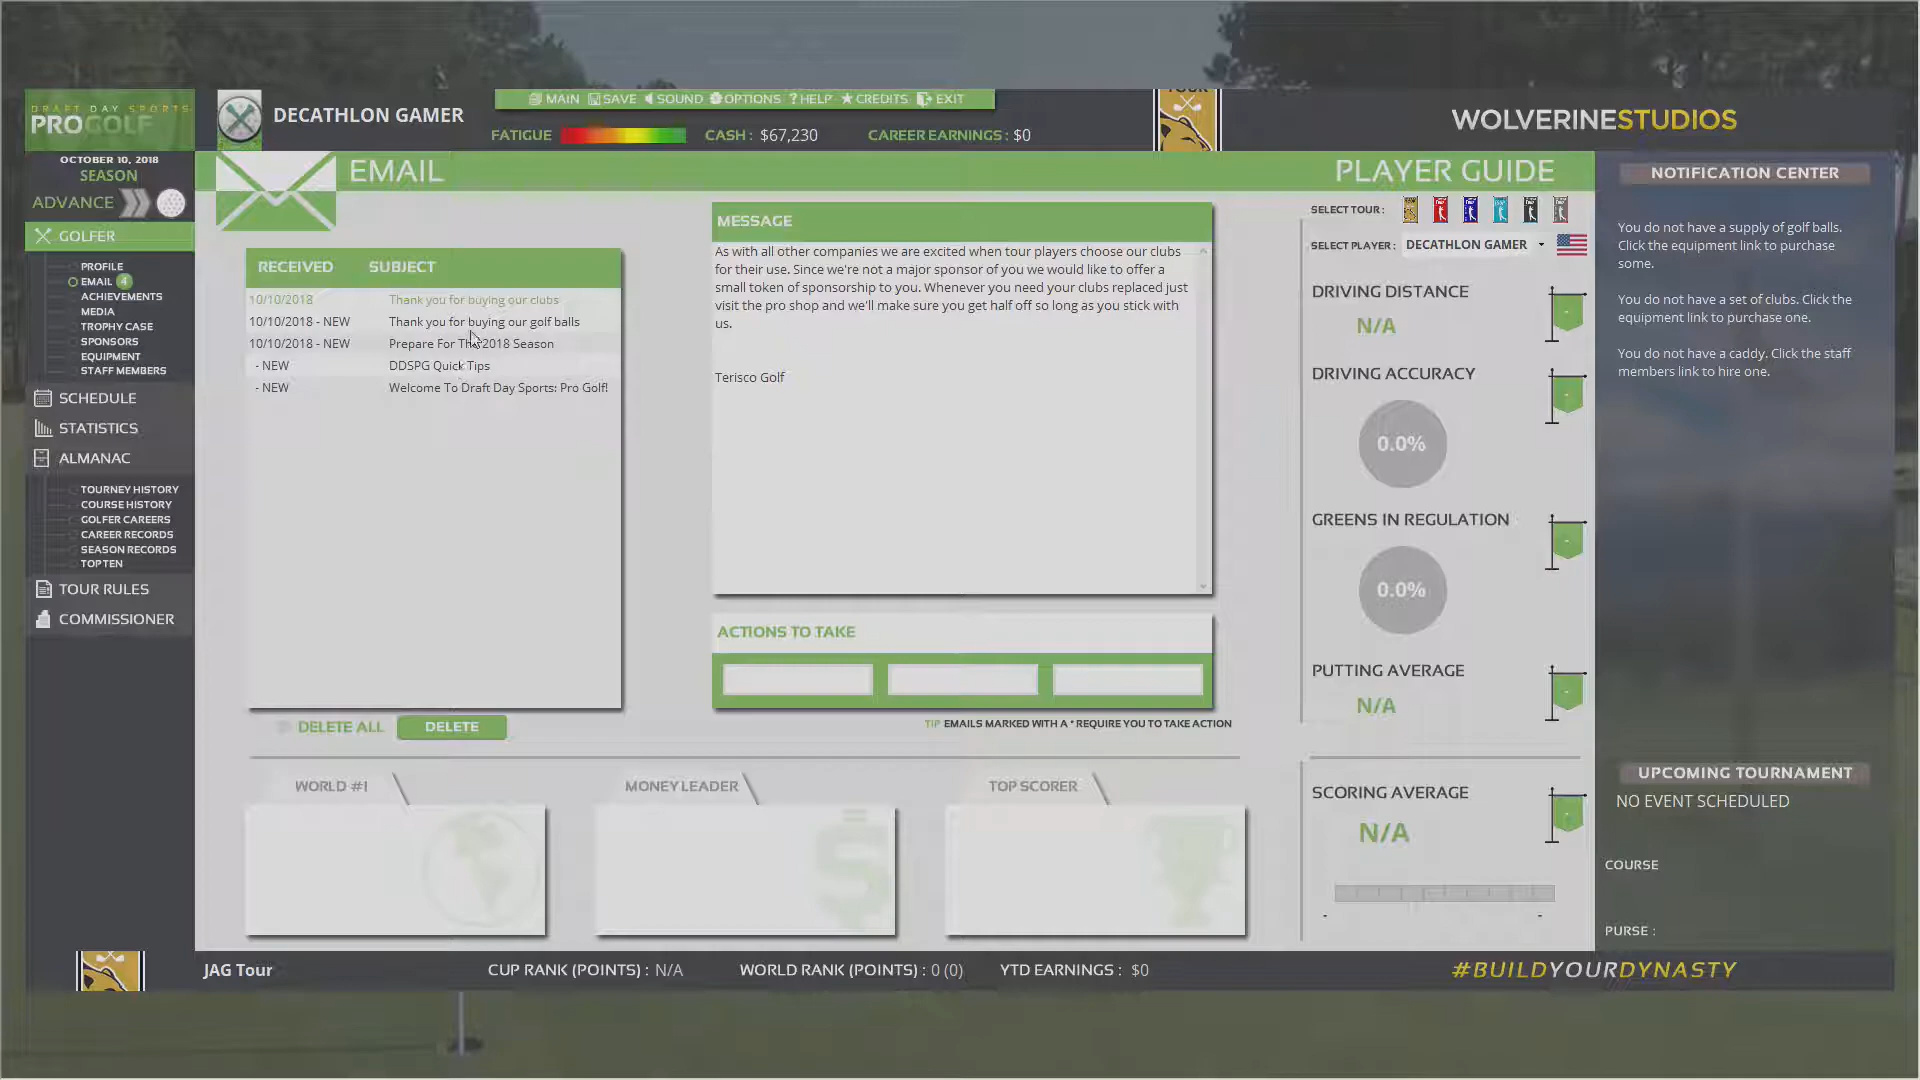 DRAFT DAY SPORTS
PROGOLF
DECATHLON GAMER
MAIN SAVE SOUND OPTIONS ? HELP CREDITS EXIT
FATIGUE
CASH : $67,230
CAREER EARNINGS : $0
TOUR
WOLVERINESTUDIOS
OCTOBER 10, 2018
SEASON
ADVANCE
GOLFER
PROFILE
EMAIL 4
ACHIEVEMENTS
MEDIA
TROPHY CASE
SPONSORS
EQUIPMENT
STAFF MEMBERS
SCHEDULE
STATISTICS
ALMANAC
TOURNEY HISTORY
COURSE HISTORY
GOLFER CAREERS
CAREER RECORDS
SEASON RECORDS
TOP TEN
TOUR RULES
COMMISSIONER
EMAIL
RECEIVED SUBJECT
10/10/2018 Thank you for buying our clubs
10/10/2018 - NEW Thank you for buying our golf balls
10/10/2018 - NEW Prepare For The 2018 Season
- NEW DDSPG Quick Tips
- NEW Welcome To Draft Day Sports: Pro Golf!
DELETE ALL
DELETE
MESSAGE
As with all other companies we are excited when tour players choose our clubs
for their use. Since we're not a major sponsor of you we would like to offer a
small token of sponsorship to you. Whenever you need your clubs replaced just
visit the pro shop and we'll make sure you get half off so long as you stick with
us.
Terisco Golf
ACTIONS TO TAKE
TIP EMAILS MARKED WITH A * REQUIRE YOU TO TAKE ACTION
WORLD #1
MONEY LEADER
TOP SCORER
PLAYER GUIDE
SELECT TOUR :
SELECT PLAYER : DECATHLON GAMER
DRIVING DISTANCE
N/A
DRIVING ACCURACY
0.0%
GREENS IN REGULATION
0.0%
PUTTING AVERAGE
N/A
SCORING AVERAGE
N/A
- -
NOTIFICATION CENTER
You do not have a supply of golf balls.
Click the equipment link to purchase
some.
You do not have a set of clubs. Click the
equipment link to purchase one.
You do not have a caddy. Click the staff
members link to hire one.
UPCOMING TOURNAMENT
NO EVENT SCHEDULED
COURSE
PURSE :
JAG Tour
CUP RANK (POINTS) : N/A
WORLD RANK (POINTS) : 0 (0)
YTD EARNINGS : $0
#BUILDYOURDYNASTY